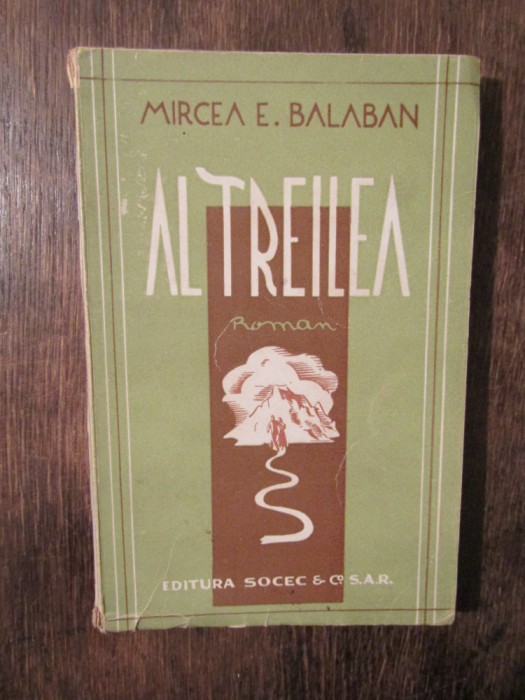 MIRCEA E. BALABAN
AL TREILEA
Roman
EDITURA SOCEC & Cº. S.A.R.